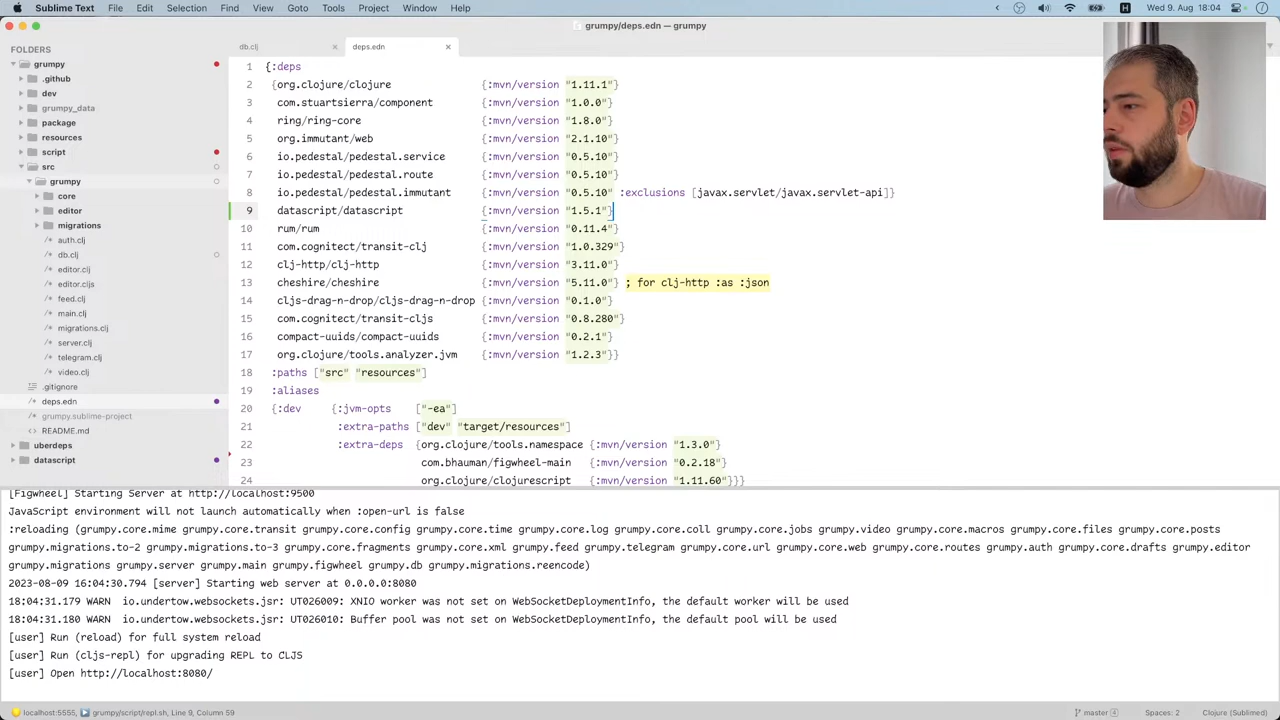 Sublime Text File Edit Selection Find View Goto Tools Project Window Help
Wed 9. Aug 18:04
grumpy/deps.edn — grumpy
FOLDERS
grumpy
.github
dev
grumpy_data
package
resources
script
src
grumpy
core
editor
migrations
auth.clj
db.clj
editor.clj
editor.cljs
feed.clj
main.clj
migrations.clj
server.clj
telegram.clj
video.clj
.gitignore
deps.edn
grumpy.sublime-project
README.md
uberdeps
datascript
db.clj ×
deps.edn ×
1 {:deps
2 {org.clojure/clojure {:mvn/version "1.11.1"}
3 com.stuartsierra/component {:mvn/version "1.0.0"}
4 ring/ring-core {:mvn/version "1.8.0"}
5 org.immutant/web {:mvn/version "2.1.10"}
6 io.pedestal/pedestal.service {:mvn/version "0.5.10"}
7 io.pedestal/pedestal.route {:mvn/version "0.5.10"}
8 io.pedestal/pedestal.immutant {:mvn/version "0.5.10" :exclusions [javax.servlet/javax.servlet-api]}
9 datascript/datascript {:mvn/version "1.5.1"}
10 rum/rum {:mvn/version "0.11.4"}
11 com.cognitect/transit-clj {:mvn/version "1.0.329"}
12 clj-http/clj-http {:mvn/version "3.11.0"}
13 cheshire/cheshire {:mvn/version "5.11.0"} ; for clj-http :as :json
14 cljs-drag-n-drop/cljs-drag-n-drop {:mvn/version "0.1.0"}
15 com.cognitect/transit-cljs {:mvn/version "0.8.280"}
16 compact-uuids/compact-uuids {:mvn/version "0.2.1"}
17 org.clojure/tools.analyzer.jvm {:mvn/version "1.2.3"}}
18 :paths ["src" "resources"]
19 :aliases
20 {:dev {:jvm-opts ["-ea"]
21 :extra-paths ["dev" "target/resources"]
22 :extra-deps {org.clojure/tools.namespace {:mvn/version "1.3.0"}
23 com.bhauman/figwheel-main {:mvn/version "0.2.18"}
24 org.clojure/clojurescript {:mvn/version "1.11.60"}}}
[Figwheel] Starting Server at http://localhost:9500
JavaScript environment will not launch automatically when :open-url is false
:reloading (grumpy.core.mime grumpy.core.transit grumpy.core.config grumpy.core.time grumpy.core.log grumpy.core.coll grumpy.core.jobs grumpy.video grumpy.core.macros grumpy.core.files grumpy.core.posts
grumpy.migrations.to-2 grumpy.migrations.to-3 grumpy.core.fragments grumpy.core.xml grumpy.feed grumpy.telegram grumpy.core.url grumpy.core.web grumpy.core.routes grumpy.auth grumpy.core.drafts grumpy.editor
grumpy.migrations grumpy.server grumpy.main grumpy.figwheel grumpy.db grumpy.migrations.reencode)
2023-08-09 16:04:30.794 [server] Starting web server at 0.0.0.0:8080
18:04:31.179 WARN io.undertow.websockets.jsr: UT026009: XNIO worker was not set on WebSocketDeploymentInfo, the default worker will be used
18:04:31.180 WARN io.undertow.websockets.jsr: UT026010: Buffer pool was not set on WebSocketDeploymentInfo, the default pool will be used
[user] Run (reload) for full system reload
[user] Run (cljs-repl) for upgrading REPL to CLJS
[user] Open http://localhost:8080/
localhost:5555, grumpy/script/repl.sh, Line 9, Column 59
master 4 Spaces: 2 Clojure (Sublimed)